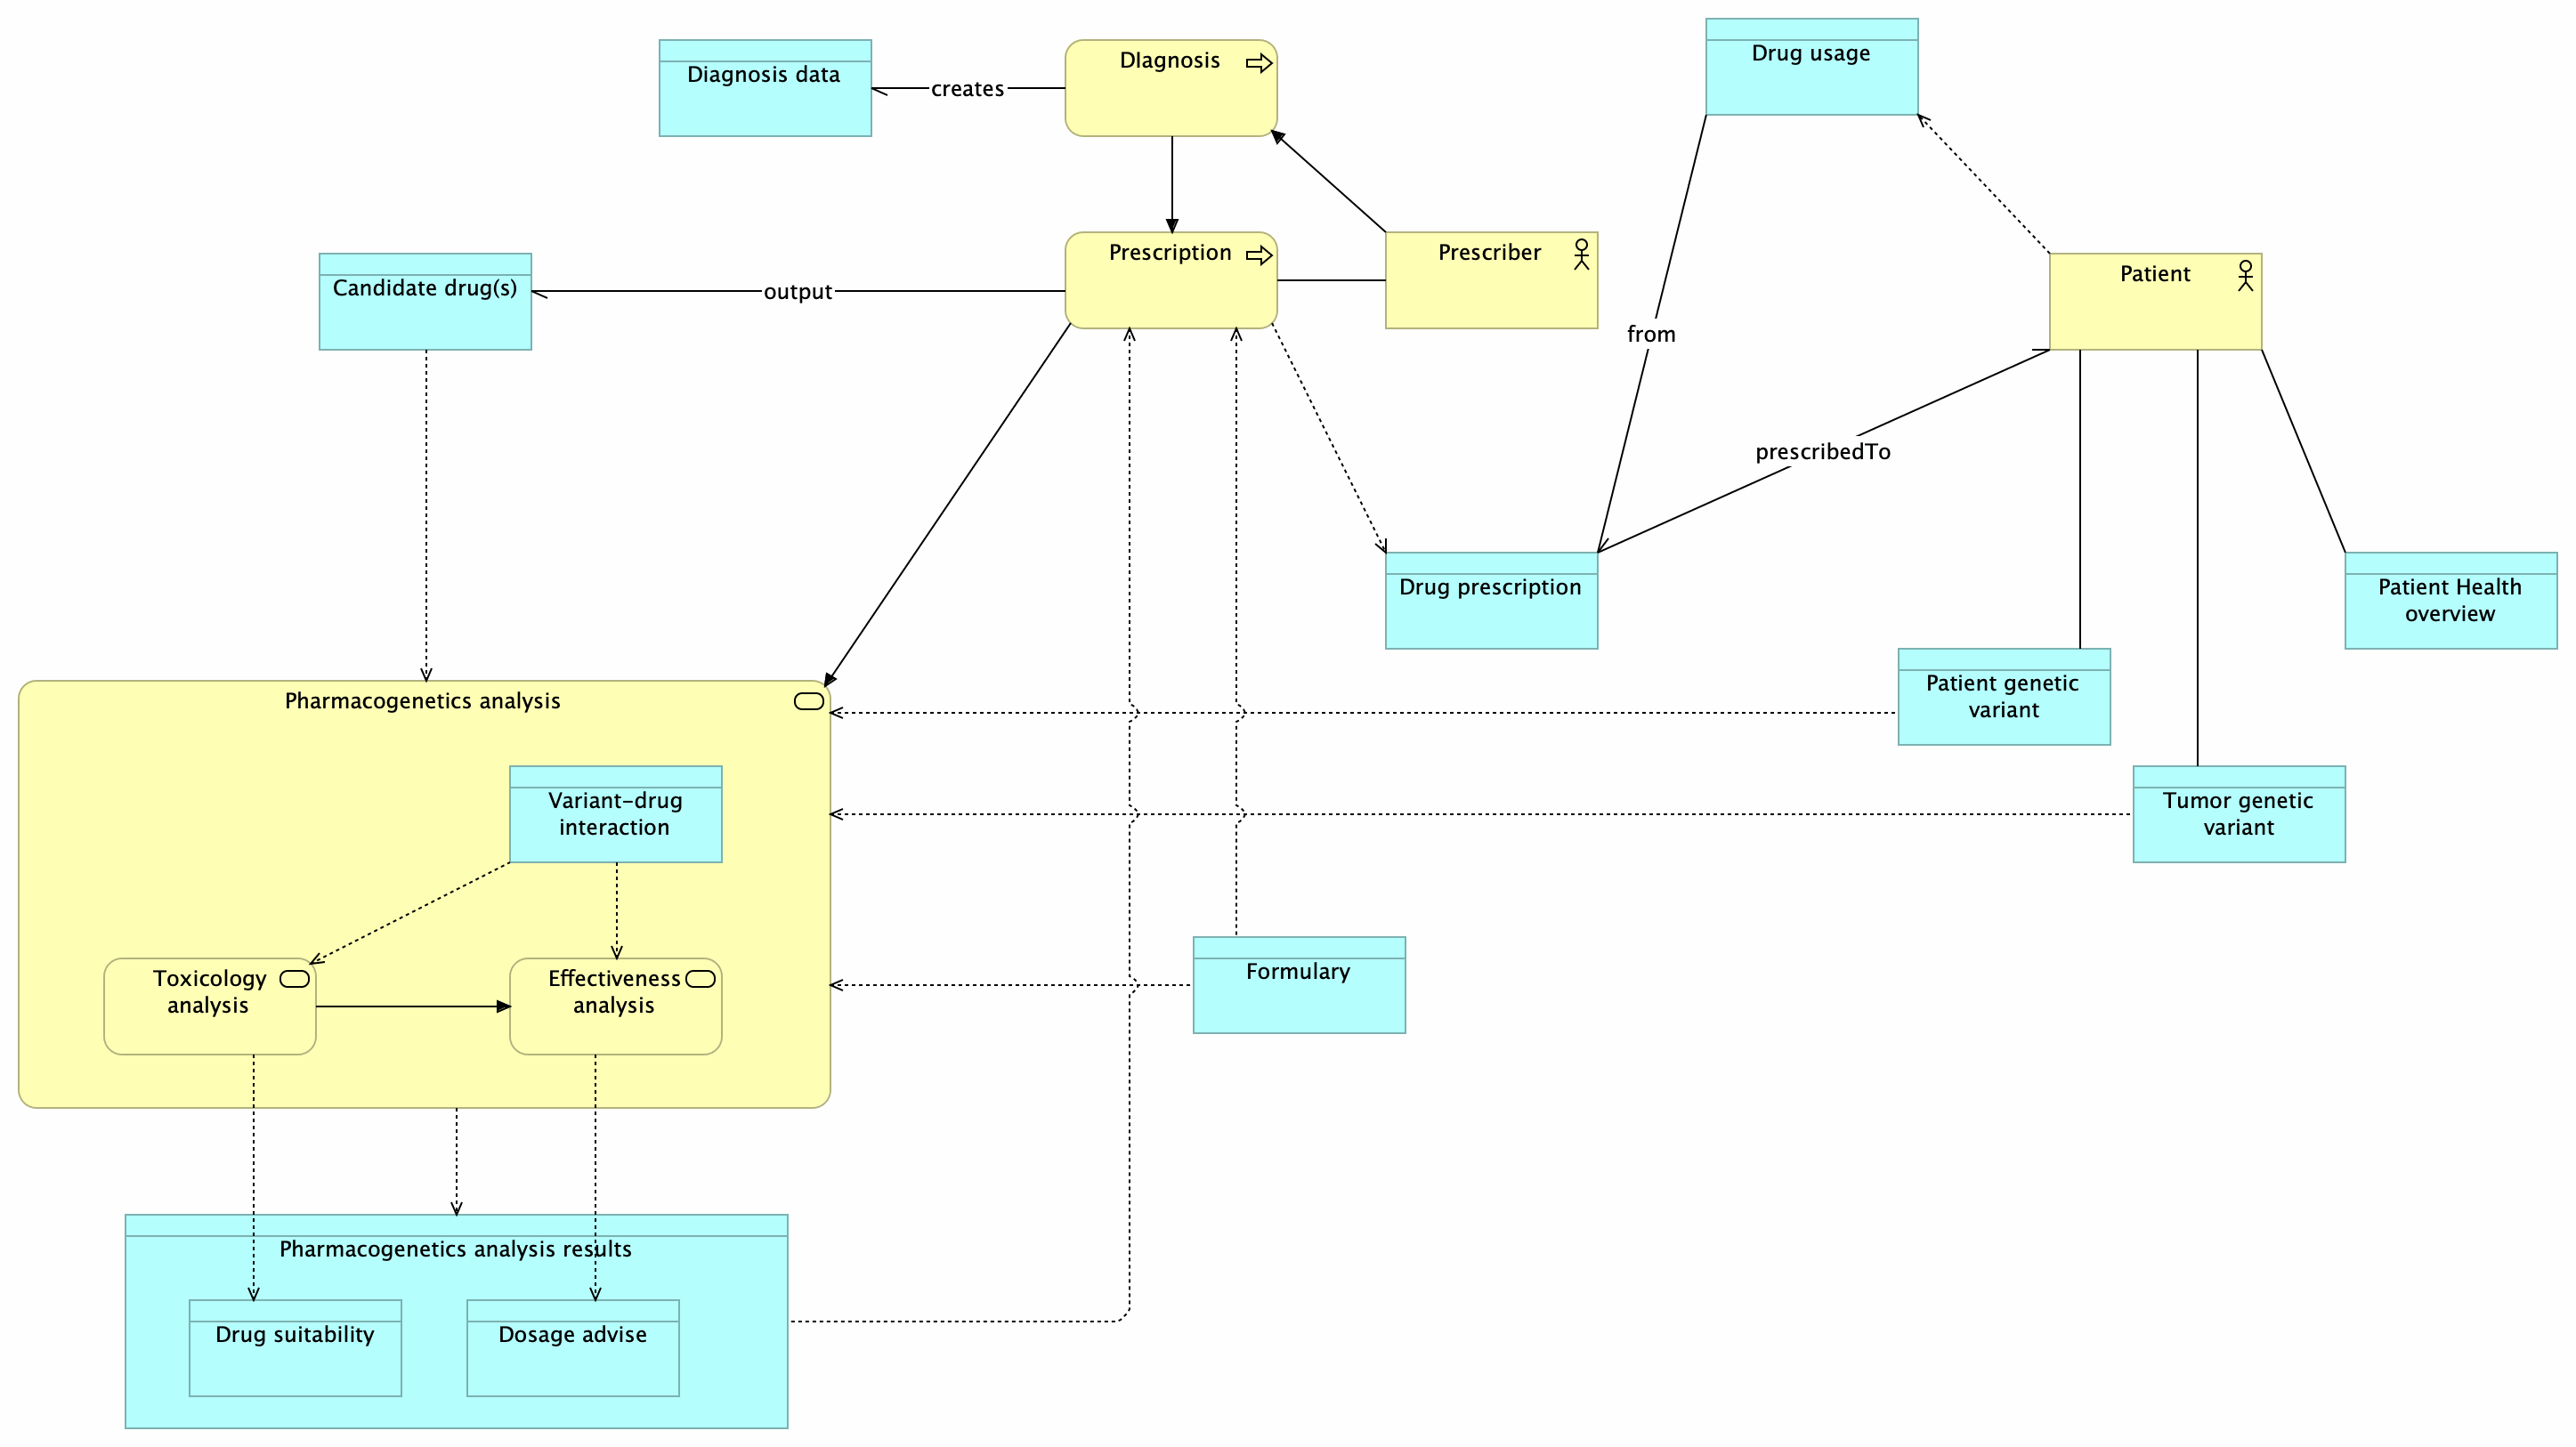 Drug usage
DIagnosis
Diagnosis data
creates
Prescription
Prescriber
Patient
Candidate drug(s)
output
from
prescribedTo
Drug prescription
Patient Health
overview
Patient genetic
variant
Pharmacogenetics analysis
Variant-drug
interaction
Tumor genetic
variant
Toxicology
analysis
Effectiveness
analysis
Formulary
Pharmacogenetics analysis results
Drug suitability
Dosage advise